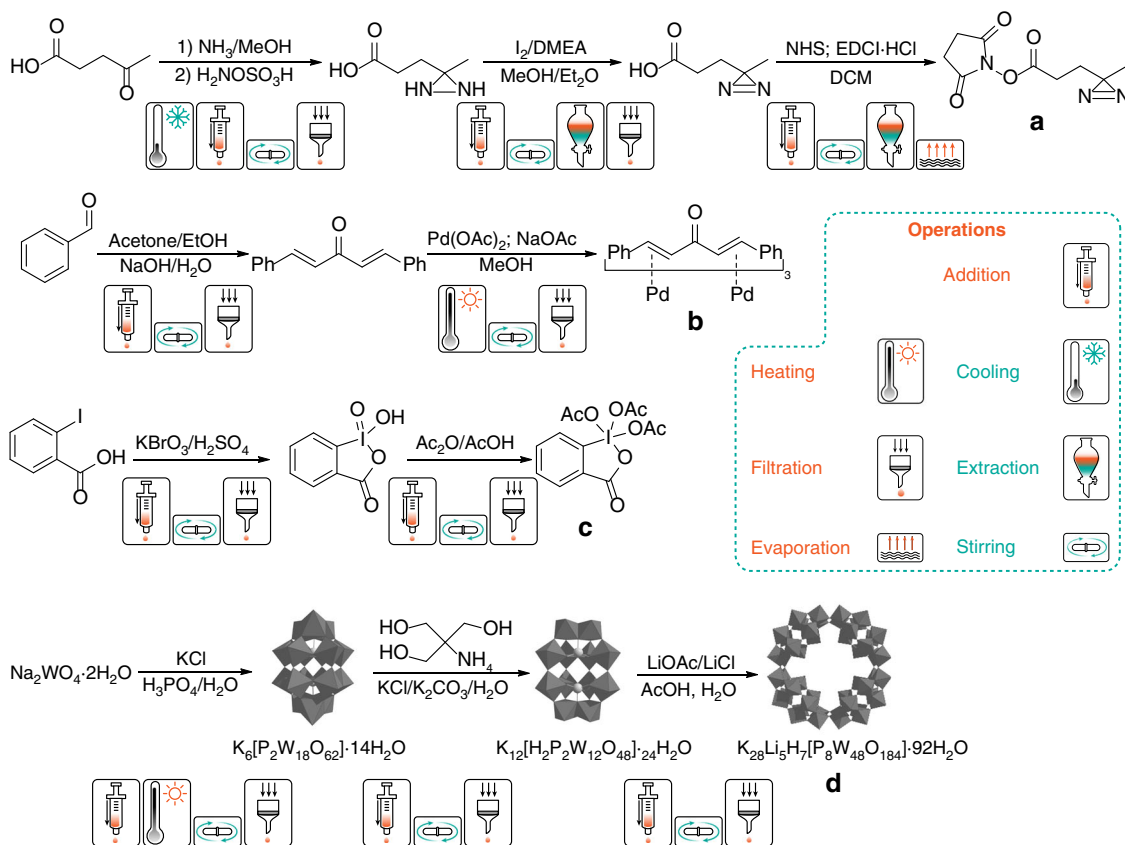 O
HO
O
1) NH₃/MeOH
2) H₂NOSO₃H
O
HO
HN NH
I₂/DMEA
MeOH/Et₂O
O
HO
N=N
NHS; EDCI·HCl
DCM
O
N
O
O
O
N=N
a
O
Acetone/EtOH
NaOH/H₂O
O
Ph Ph
Pd(OAc)₂; NaOAc
MeOH
O
Ph Ph
3
Pd Pd
b
Operations
Addition
Heating
Cooling
Filtration
Extraction
Evaporation
Stirring
I
OH
O
KBrO₃/H₂SO₄
O
OH
I
O
O
Ac₂O/AcOH
AcO OAc
OAc
I
O
O
c
Na₂WO₄·2H₂O
KCl
H₃PO₄/H₂O
K₆[P₂W₁₈O₆₂]·14H₂O
HO OH
HO
NH₄
KCl/K₂CO₃/H₂O
K₁₂[H₂P₂W₁₂O₄₈]·₂₄H₂O
LiOAc/LiCl
AcOH, H₂O
K₂₈Li₅H₇[P₈W₄₈O₁₈₄]·92H₂O
d